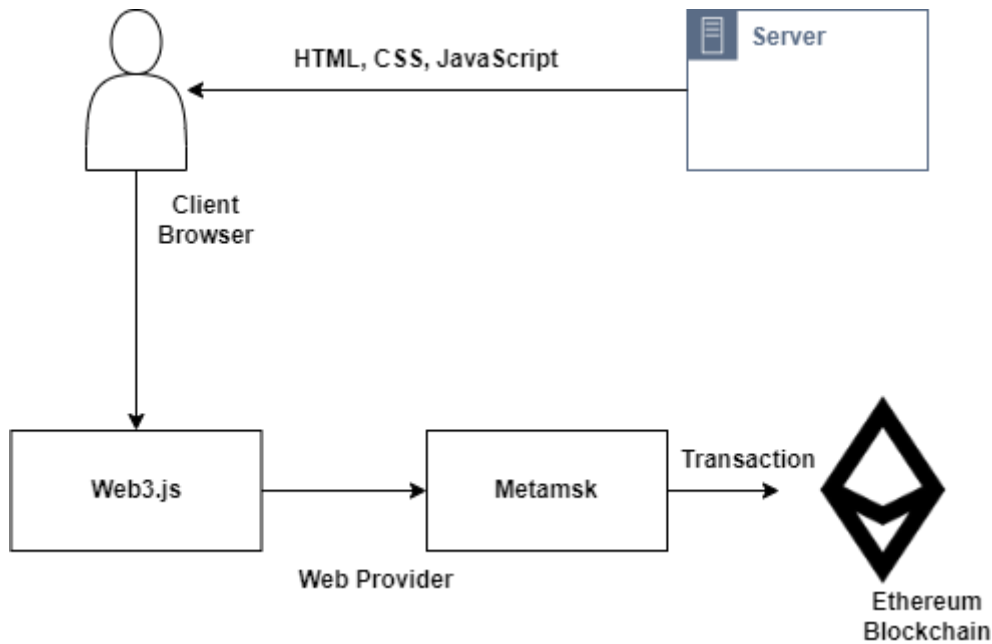 HTML, CSS, JavaScript
Server
Client
Browser
Web3.js
Metamsk
Transaction
Web Provider
Ethereum
Blockchain